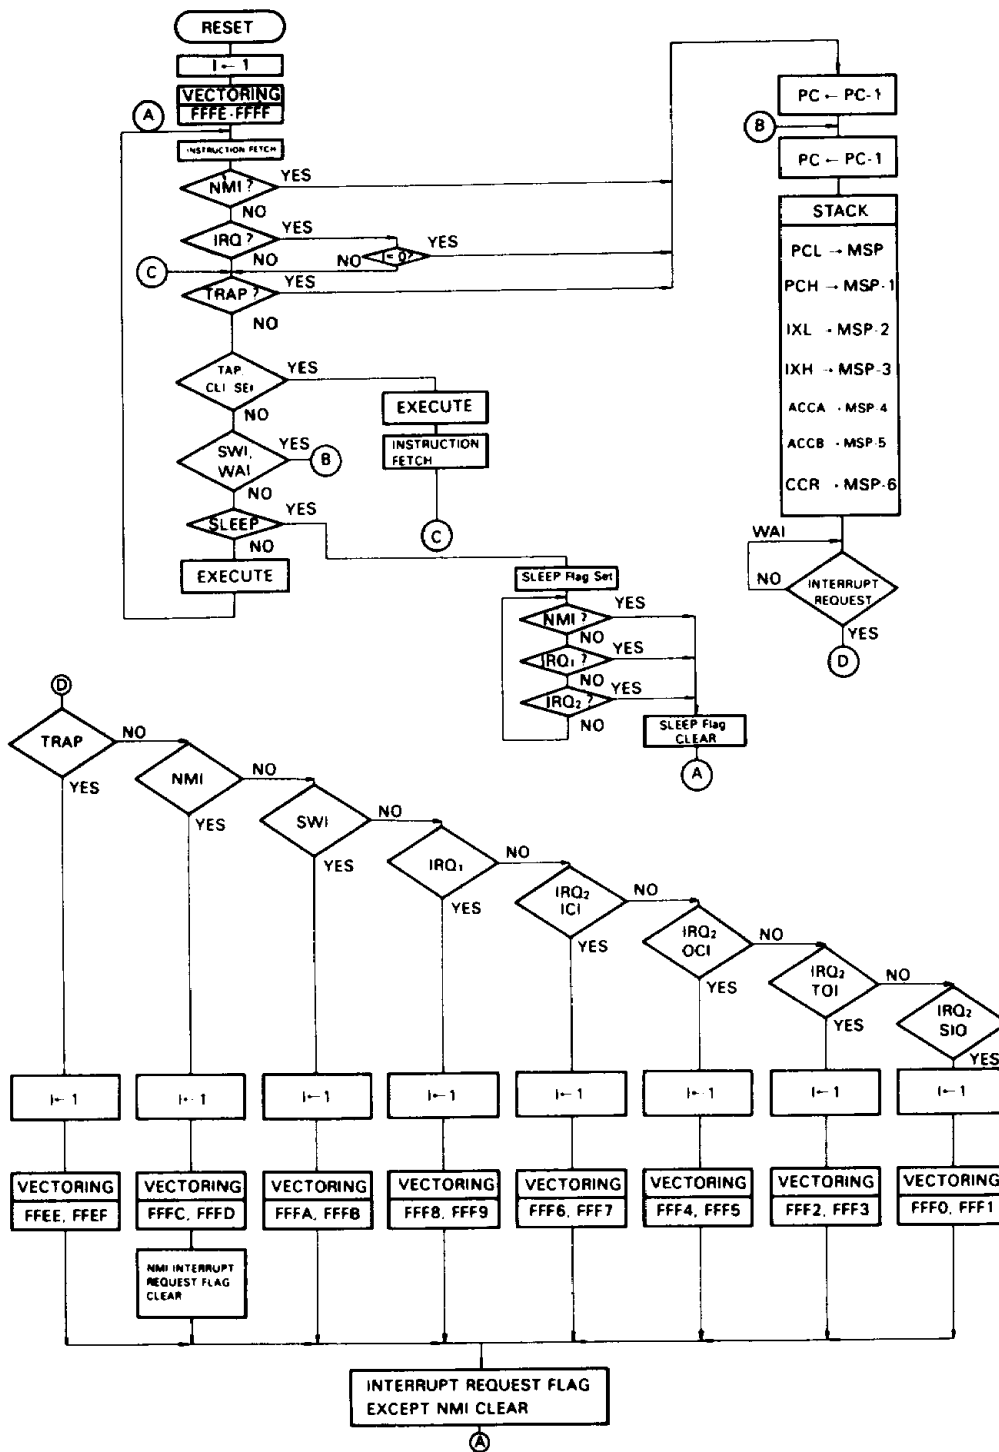 RESET
I ← 1
VECTORING
FFFE - FFFF
A
INSTRUCTION FETCH
NMI ?
YES
NO
IRQ ?
YES
NO
I = 0?
YES
NO
C
TRAP ?
YES
NO
TAP,
CLI SEI
YES
NO
EXECUTE
INSTRUCTION
FETCH
C
SWI,
WAI
YES
B
NO
SLEEP
YES
NO
EXECUTE
PC ← PC-1
B
PC ← PC-1
STACK
PCL → MSP
PCH → MSP-1
IXL → MSP-2
IXH → MSP-3
ACCA · MSP-4
ACCB · MSP-5
CCR · MSP-6
WAI
NO
INTERRUPT
REQUEST
YES
D
SLEEP Flag Set
NMI ?
YES
NO
IRQ₁ ?
YES
NO
IRQ₂ ?
YES
NO
SLEEP Flag
CLEAR
A
D
TRAP
NO
YES
NMI
NO
YES
SWI
NO
YES
IRQ₁
NO
YES
IRQ₂
ICI
NO
YES
IRQ₂
OCI
NO
YES
IRQ₂
TOI
NO
YES
IRQ₂
SIO
YES
I ← 1
I ← 1
I ← 1
I ← 1
I ← 1
I ← 1
I ← 1
I ← 1
VECTORING
FFEE, FFEF
VECTORING
FFFC, FFFD
VECTORING
FFFA, FFFB
VECTORING
FFF8, FFF9
VECTORING
FFF6, FFF7
VECTORING
FFF4, FFF5
VECTORING
FFF2, FFF3
VECTORING
FFF0, FFF1
NMI INTERRUPT
REQUEST FLAG
CLEAR
INTERRUPT REQUEST FLAG
EXCEPT NMI CLEAR
A